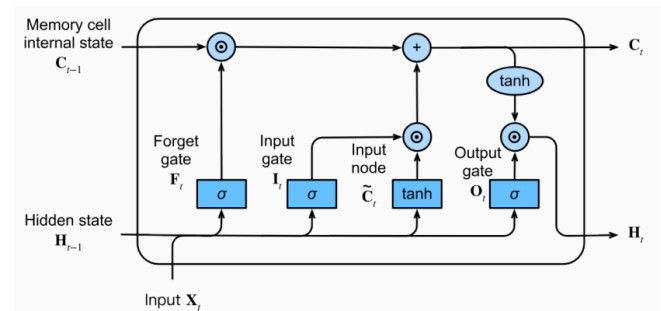 Memory cell
internal state
C_{t-1}
⊙
+
C_t
tanh
Forget
gate
F_t
σ
Input
gate
I_t
σ
Input
node
C̃_t
tanh
⊙
Output
gate
O_t
σ
⊙
Hidden state
H_{t-1}
H_t
Input X_t